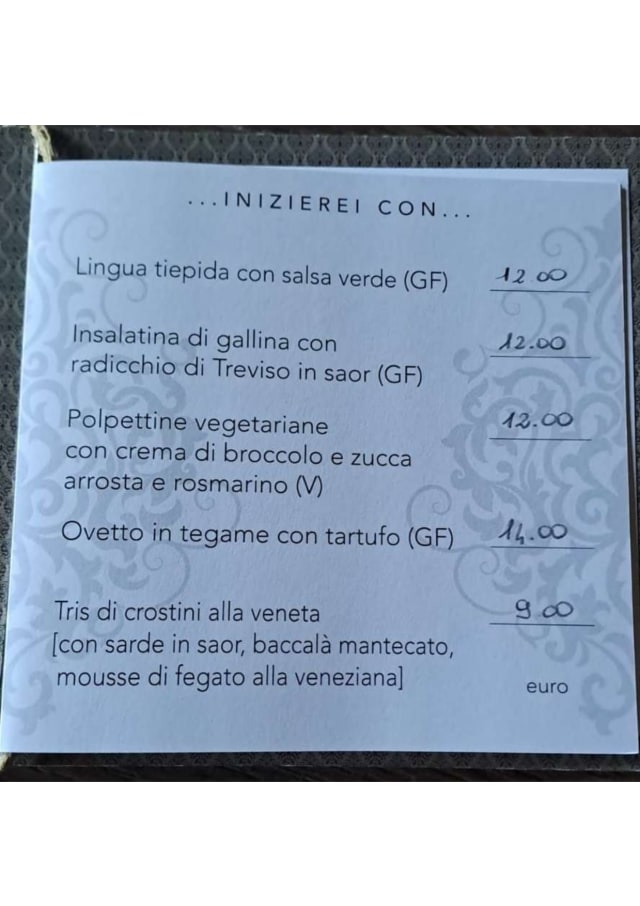 ...INIZIEREI CON...
Lingua tiepida con salsa verde (GF) 12.00
Insalatina di gallina con 12.00
radicchio di Treviso in saor (GF)
Polpettine vegetariane 12.00
con crema di broccolo e zucca
arrosta e rosmarino (V)
Ovetto in tegame con tartufo (GF) 14.00
Tris di crostini alla veneta 9.00
[con sarde in saor, baccalà mantecato,
mousse di fegato alla veneziana]
euro